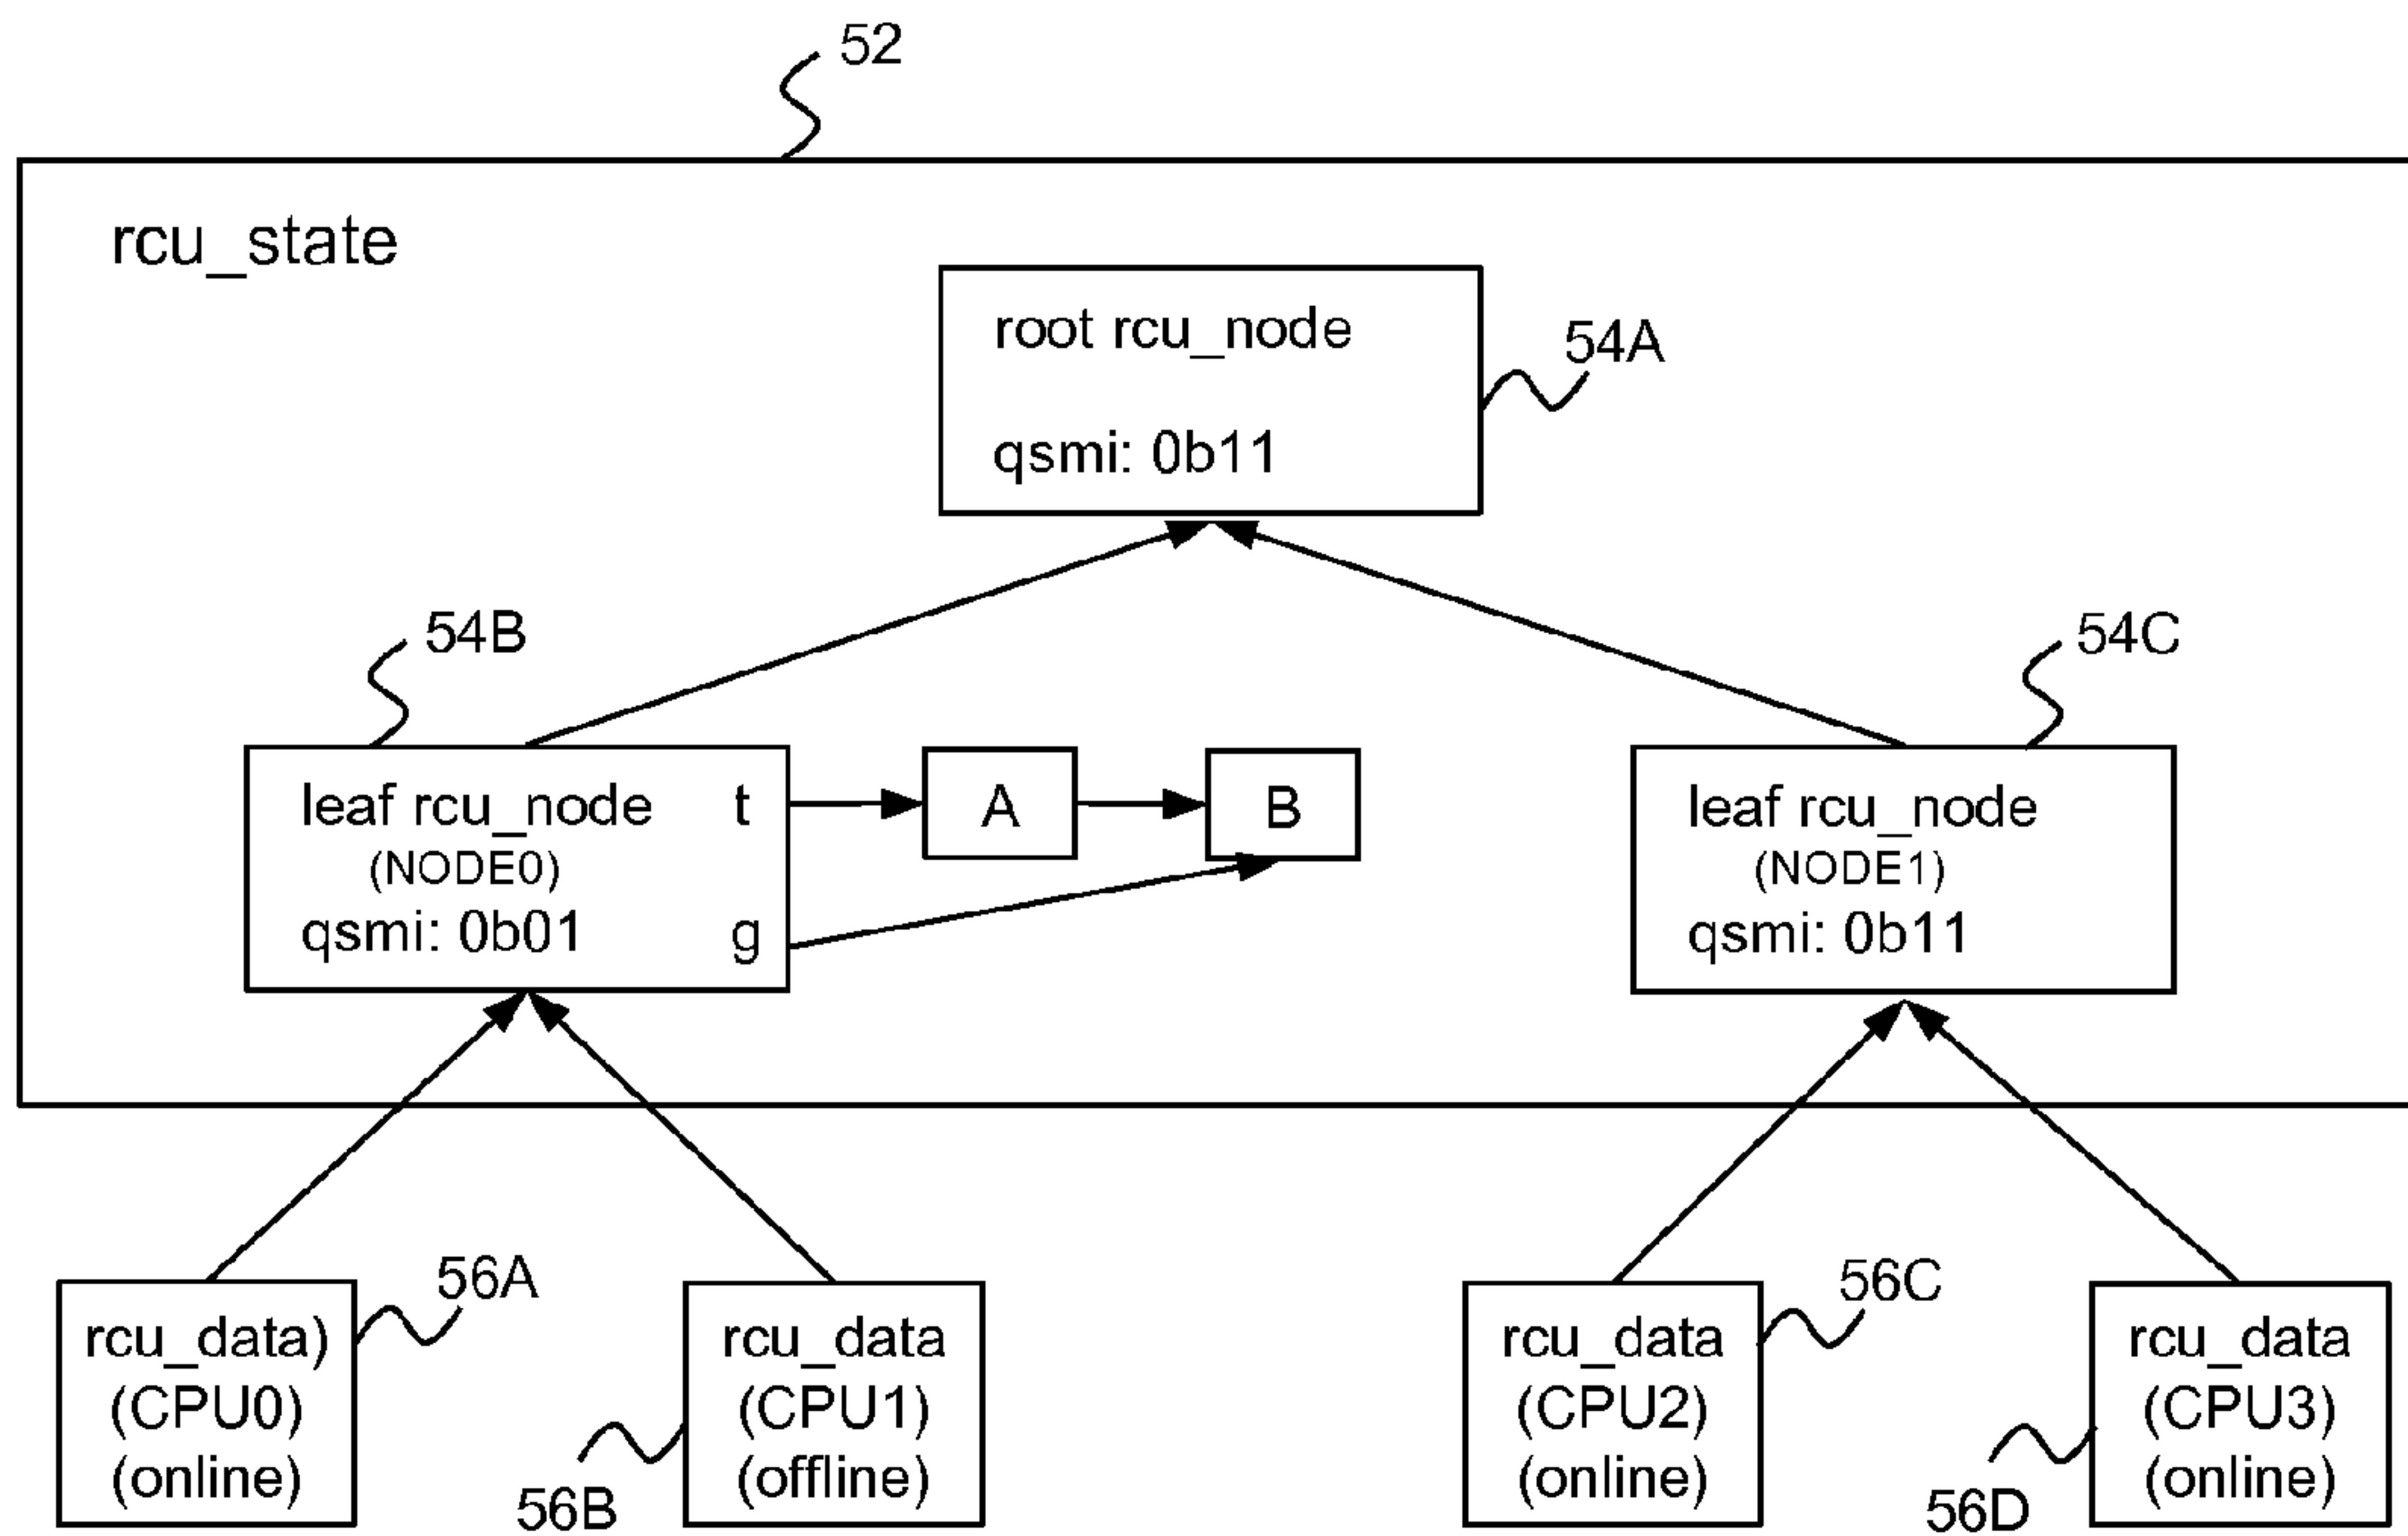 52
rcu_state
root rcu_node
54A
qsmi: 0b11
54B
54C
leaf rcu_node t
(NODE0)
qsmi: 0b01 g
A
B
leaf rcu_node
(NODE1)
qsmi: 0b11
56A
rcu_data)
(CPU0)
(online)
rcu_data
(CPU1)
(offline)
56B
56C
rcu_data
(CPU2)
(online)
rcu_data
(CPU3)
(online)
56D